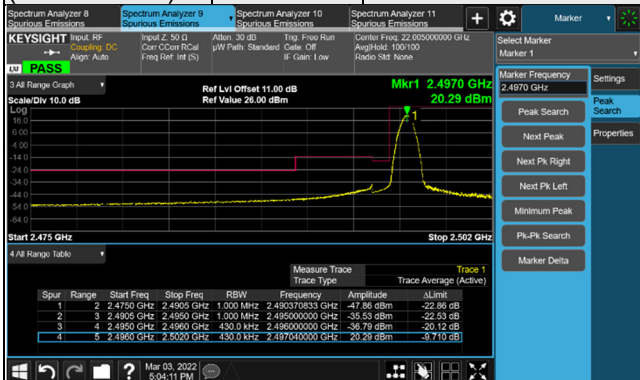 Spectrum Analyzer 8
Spurious Emissions
Spectrum Analyzer 9
Spurious Emissions
Spectrum Analyzer 10
Spurious Emissions
Spectrum Analyzer 11
Spurious Emissions
Marker
KEYSIGHT Input: RF
Coupling: DC
Align: Auto
Input Z: 50 Ω
Corr CCorr RCal
Freq Ref: Int (S)
Atten: 30 dB
µW Path: Standard
Trig: Free Run
Gate: Off
IF Gain: Low
Center Freq: 22.005000000 GHz
Avg|Hold: 100/100
Radio Std: None
LXI PASS
Select Marker
Marker 1
3 All Range Graph
Scale/Div 10.0 dB
Ref Lvl Offset 11.00 dB
Ref Value 26.00 dBm
Mkr1 2.4970 GHz
20.29 dBm
Log
16.0
6.00
-4.00
-14.0
-24.0
-34.0
-44.0
-54.0
-64.0
1
Start 2.475 GHz
Stop 2.502 GHz
Marker Frequency
2.4970 GHz
Peak Search
Next Peak
Next Pk Right
Next Pk Left
Minimum Peak
Pk-Pk Search
Marker Delta
Settings
Peak
Search
Properties
4 All Range Table
Measure Trace Trace 1
Trace Type Trace Average (Active)
Spur Range Start Freq Stop Freq RBW Frequency Amplitude ΔLimit
1 2 2.4750 GHz 2.4905 GHz 1.000 MHz 2.490370833 GHz -47.86 dBm -22.86 dB
2 3 2.4905 GHz 2.4950 GHz 1.000 MHz 2.495000000 GHz -35.53 dBm -22.53 dB
3 4 2.4950 GHz 2.4960 GHz 430.0 kHz 2.496000000 GHz -36.79 dBm -20.12 dB
4 5 2.4960 GHz 2.5020 GHz 430.0 kHz 2.497040000 GHz 20.29 dBm -9.710 dB
Mar 03, 2022
5:04:11 PM